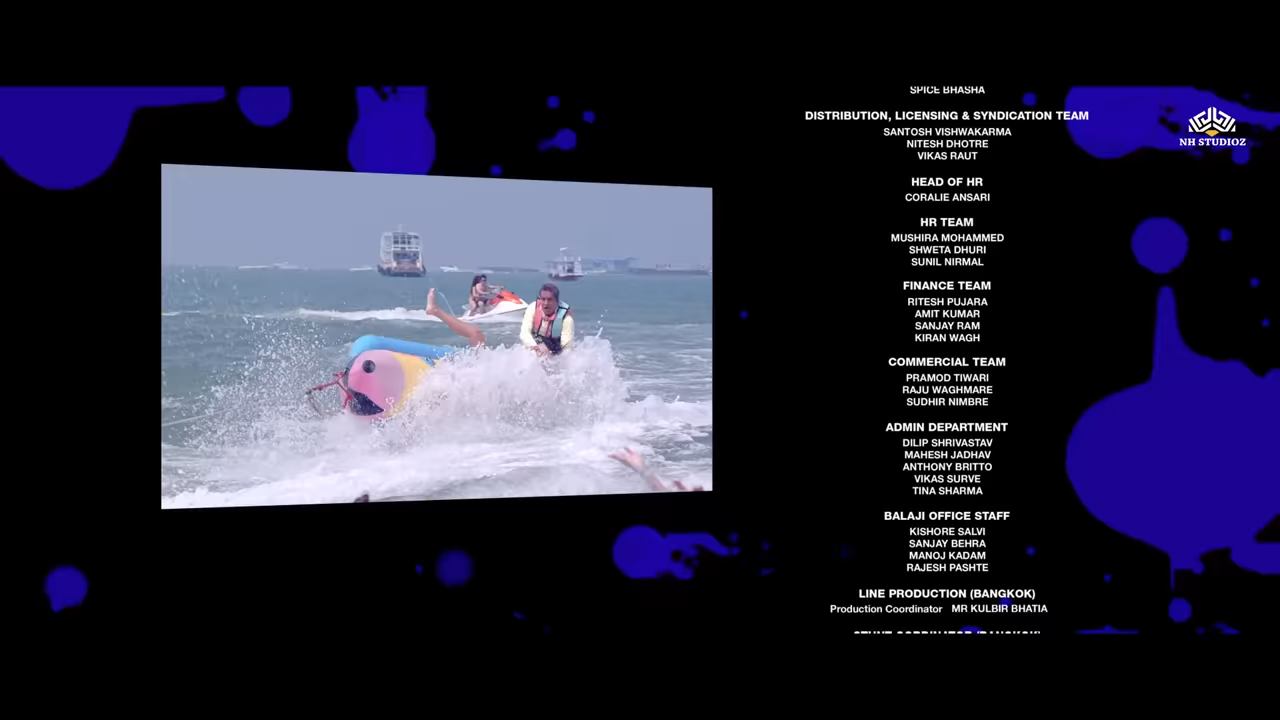 SPICE BHASHA
DISTRIBUTION, LICENSING & SYNDICATION TEAM
SANTOSH VISHWAKARMA
NITESH DHOTRE
VIKAS RAUT
NH STUDIOZ
HEAD OF HR
CORALIE ANSARI
HR TEAM
MUSHIRA MOHAMMED
SHWETA DHURI
SUNIL NIRMAL
FINANCE TEAM
RITESH PUJARA
AMIT KUMAR
SANJAY RAM
KIRAN WAGH
COMMERCIAL TEAM
PRAMOD TIWARI
RAJU WAGHMARE
SUDHIR NIMBRE
ADMIN DEPARTMENT
DILIP SHRIVASTAV
MAHESH JADHAV
ANTHONY BRITTO
VIKAS SURVE
TINA SHARMA
BALAJI OFFICE STAFF
KISHORE SALVI
SANJAY BEHRA
MANOJ KADAM
RAJESH PASHTE
LINE PRODUCTION (BANGKOK)
Production Coordinator MR KULBIR BHATIA